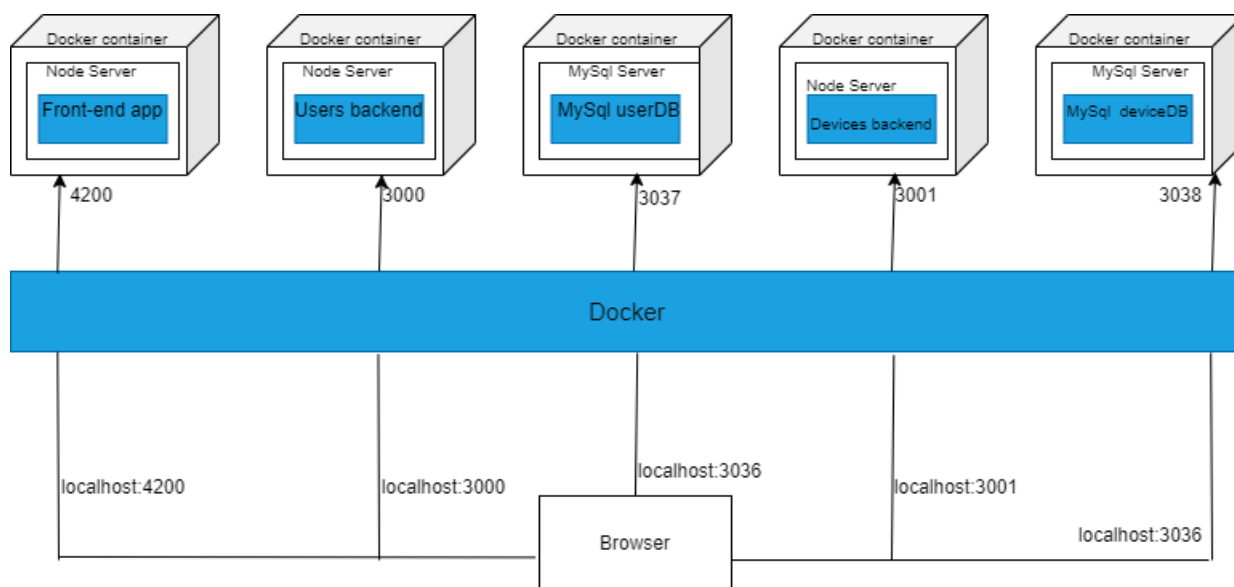 Docker container
Docker container
Docker container
Docker container
Docker container
Node Server
Node Server
MySql Server
Node Server
MySql Server
Front-end app
Users backend
MySql userDB
Devices backend
MySql deviceDB
4200
3000
3037
3001
3038
Docker
localhost:4200
localhost:3000
localhost:3036
localhost:3001
localhost:3036
Browser